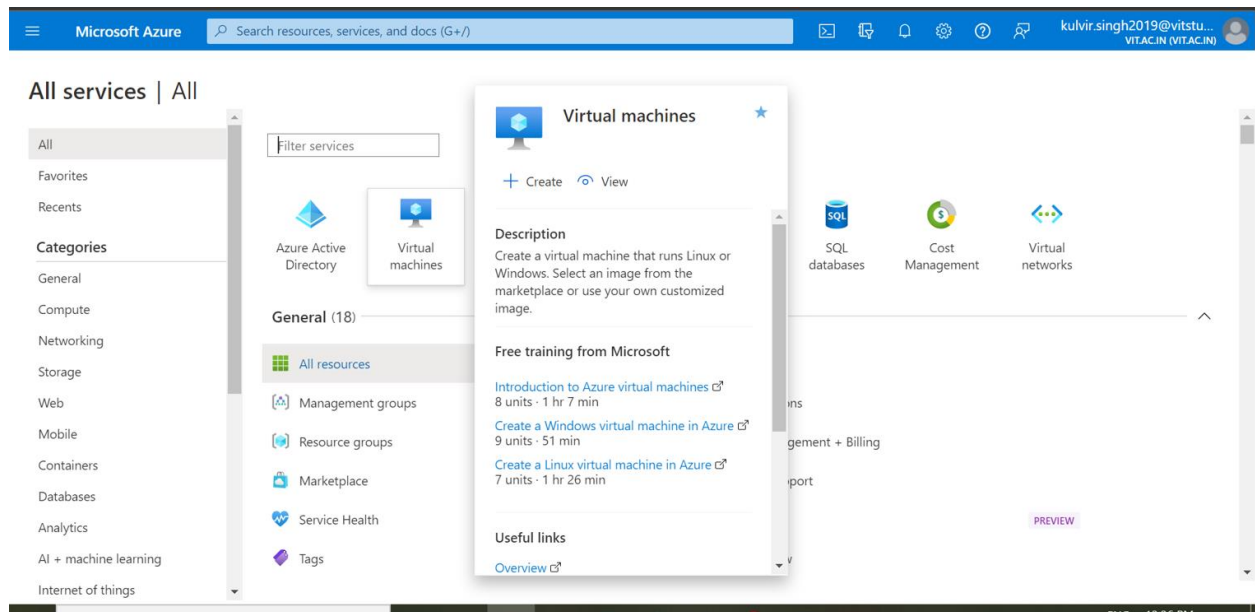 Microsoft Azure
Search resources, services, and docs (G+/)
kulvir.singh2019@vitstu...
VIT.AC.IN (VIT.AC.IN)
All services | All
All
Favorites
Recents
Categories
General
Compute
Networking
Storage
Web
Mobile
Containers
Databases
Analytics
AI + machine learning
Internet of things
Filter services
Azure Active
Directory
Virtual
machines
SQL
SQL
databases
Cost
Management
Virtual
networks
General (18)
All resources
Management groups
Resource groups
Marketplace
Service Health
Tags
Virtual machines
Create
View
Description
Create a virtual machine that runs Linux or
Windows. Select an image from the
marketplace or use your own customized
image.
Free training from Microsoft
Introduction to Azure virtual machines
8 units · 1 hr 7 min
Create a Windows virtual machine in Azure
9 units · 51 min
Create a Linux virtual machine in Azure
7 units · 1 hr 26 min
Useful links
Overview
+ Billing
PREVIEW